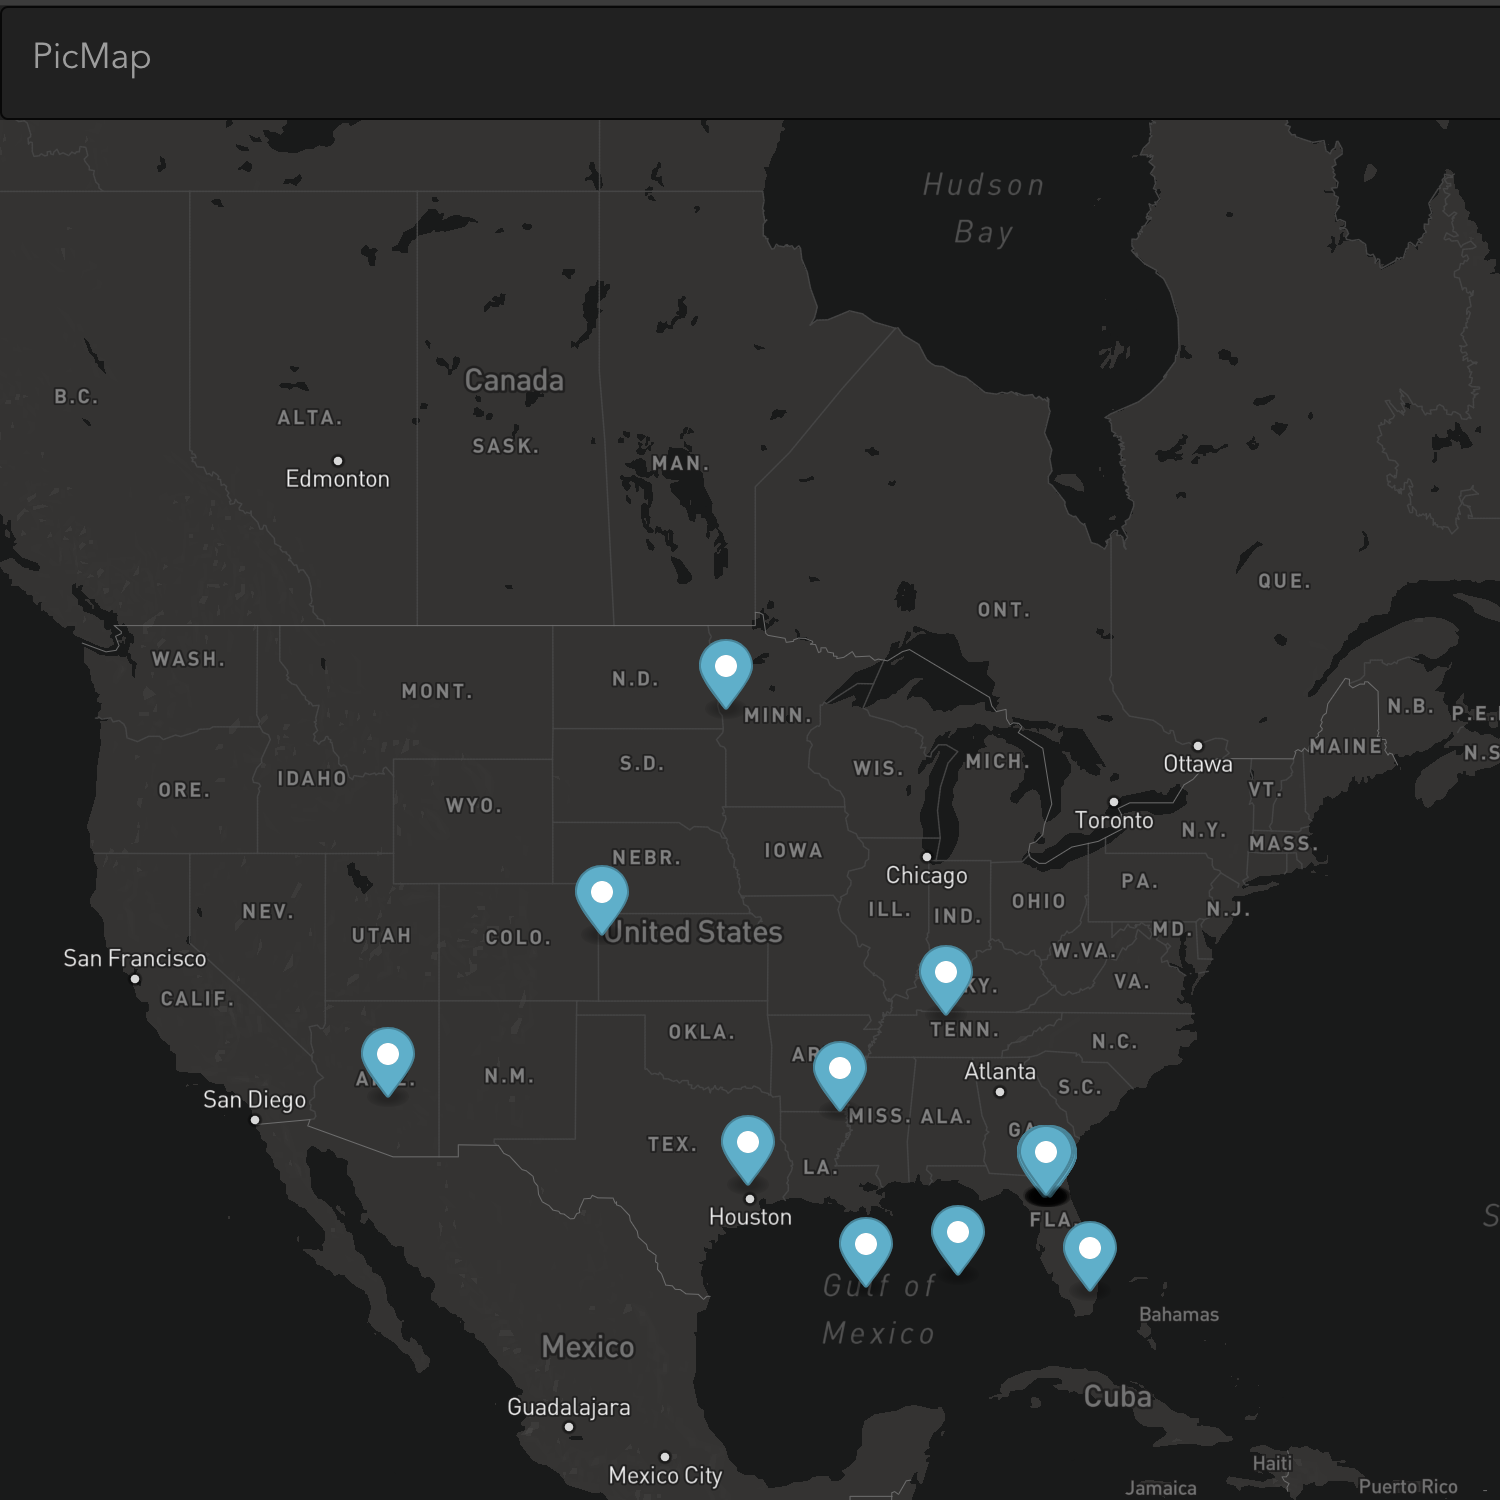 PicMap
Hudson
Bay
Canada
B.C.
ALTA.
SASK.
MAN.
Edmonton
QUE.
ONT.
WASH.
MONT.
N.D.
MINN.
N.B.
P.E.I
MAINE
N.S
ORE.
IDAHO
WYO.
S.D.
WIS.
MICH.
Ottawa
VT.
Toronto
N.Y.
MASS.
NEBR.
IOWA
Chicago
PA.
NEV.
UTAH
COLO.
United States
ILL.
IND.
OHIO
N.J.
MD.
W.VA.
VA.
San Francisco
CALIF.
KY.
TENN.
OKLA.
N.C.
N.M.
Atlanta
S.C.
San Diego
MISS.
ALA.
TEX.
LA.
Houston
FLA
Gulf of
Mexico
Bahamas
Mexico
Cuba
Guadalajara
Mexico City
Haiti
Jamaica
Puerto Rico